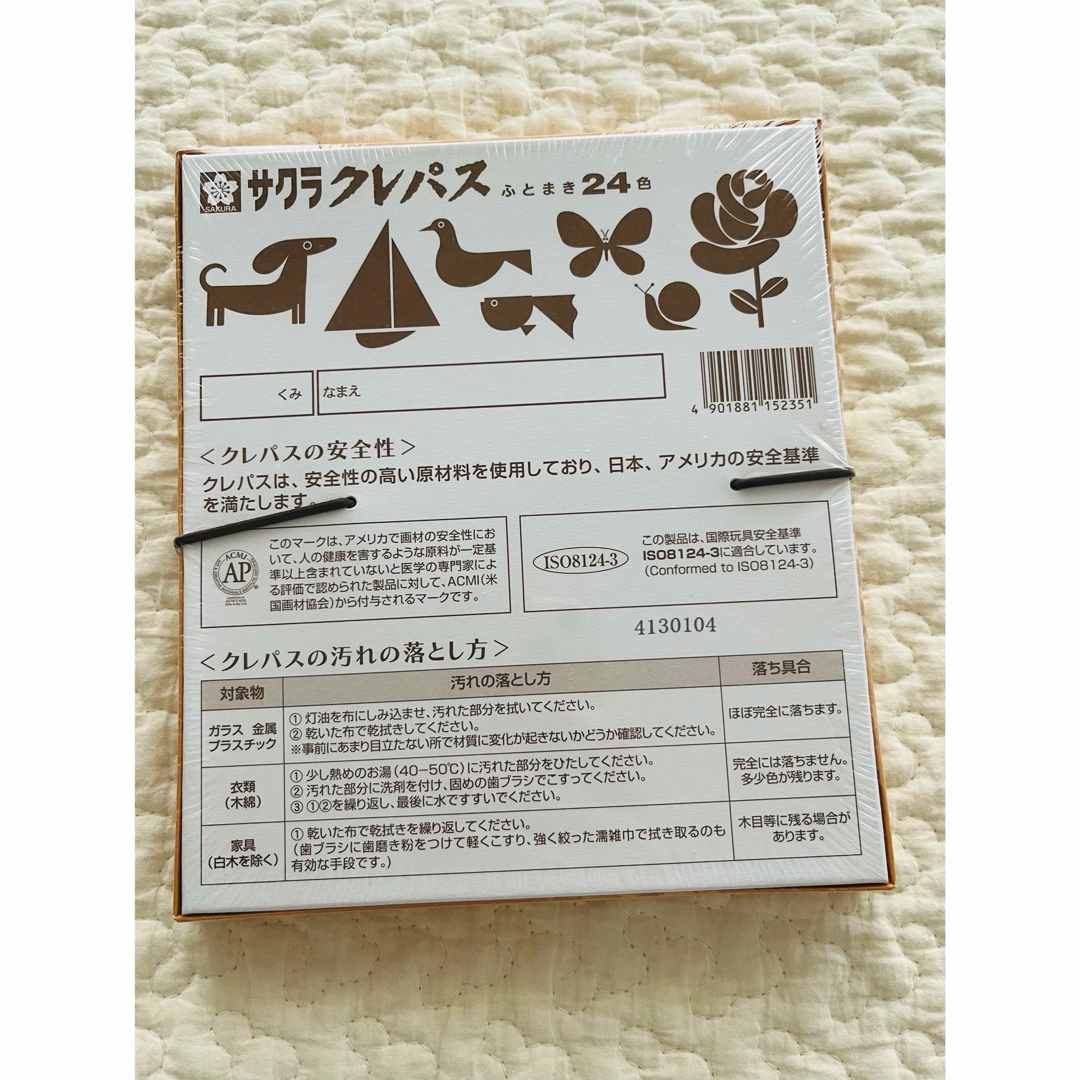 サクラクレパス ふとまき24色
SAKURA
くみ
なまえ
4 901881 152351
＜クレパスの安全性＞
クレパスは、安全性の高い原材料を使用しており、日本、アメリカの安全基準
を満たします。
ACMI
AP
このマークは、アメリカで画材の安全性にお
いて、人の健康を害するような原料が一定基
準以上含まれていないと医学の専門家によ
る評価で認められた製品に対して、ACMI（米
国画材協会）から付与されるマークです。
ISO8124-3
この製品は、国際玩具安全基準
ISO8124-3に適合しています。
(Conformed to ISO8124-3)
4130104
＜クレパスの汚れの落とし方＞
対象物
汚れの落とし方
落ち具合
ガラス 金属
プラスチック
① 灯油を布にしみ込ませ、汚れた部分を拭いてください。
② 乾いた布で乾拭きしてください。
※事前にあまり目立たない所で材質に変化が起きないかどうか確認してください。
ほぼ完全に落ちます。
衣類
（木綿）
① 少し熱めのお湯（40-50℃）に汚れた部分をひたしてください。
② 汚れた部分に洗剤を付け、固めの歯ブラシでこすってください。
③ ①②を繰り返し、最後に水ですすいでください。
完全には落ちません。
多少色が残ります。
家具
（白木を除く）
① 乾いた布で乾拭きを繰り返してください。
（歯ブラシに歯磨き粉をつけて軽くこすり、強く絞った濡雑巾で拭き取るのも
有効な手段です。）
木目等に残る場合が
あります。